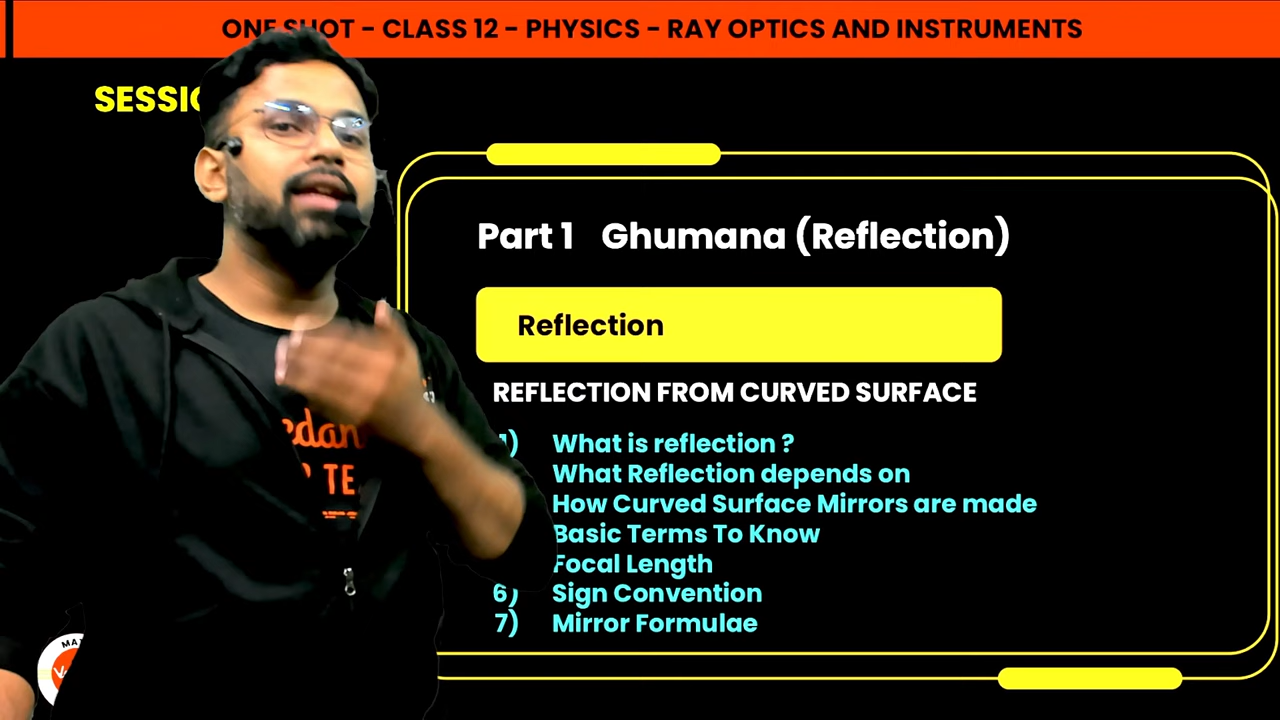 ONE SHOT - CLASS 12 - PHYSICS - RAY OPTICS AND INSTRUMENTS
Part 1 Ghumana (Reflection)
Reflection
REFLECTION FROM CURVED SURFACE
What is reflection ?
What Reflection depends on
How Curved Surface Mirrors are made
Basic Terms To Know
Focal Length
6) Sign Convention
7) Mirror Formulae